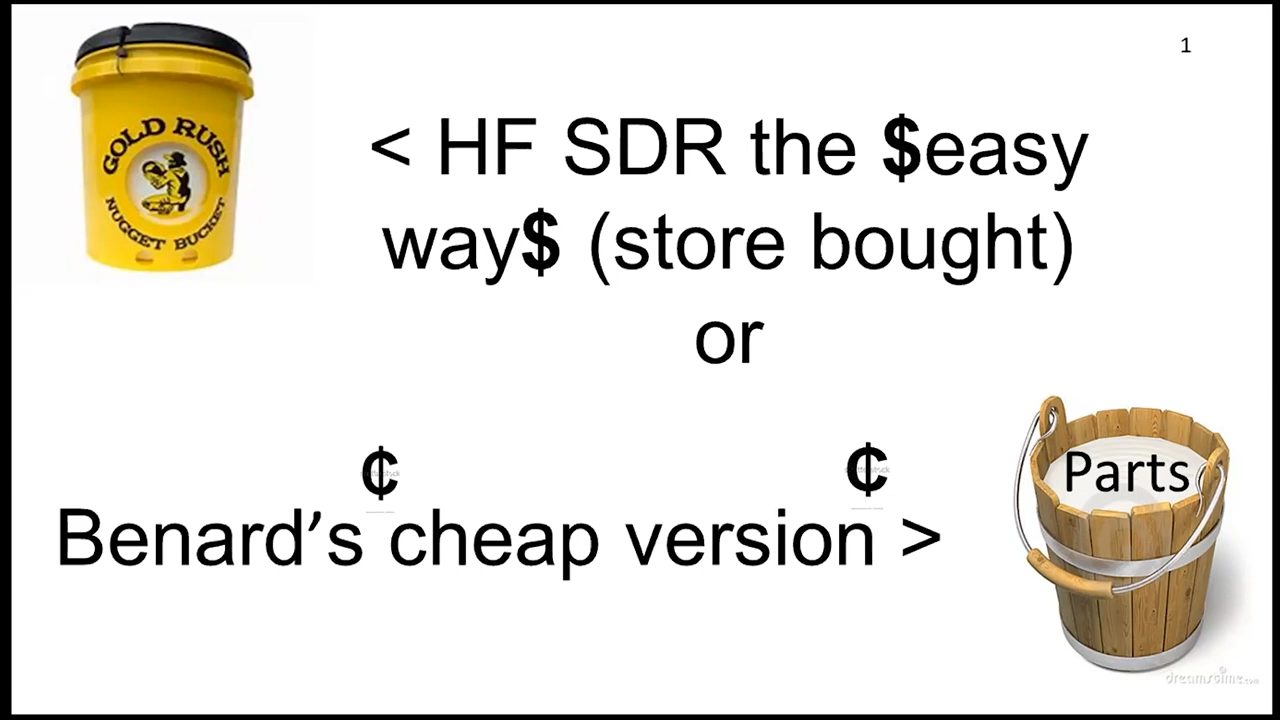 1
GOLD RUSH
NUGGET BUCKET
< HF SDR the $easy
way$ (store bought)
or
¢ ¢
Benard’s cheap version >
Parts
dreamstime.com